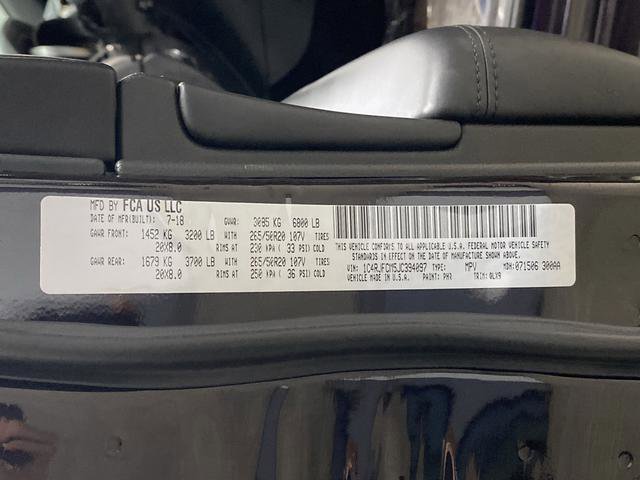 MFD BY FCA US LLC
DATE OF MFR(BUILT): 7-18 GVWR: 3085 KG 6800 LB
GAWR FRONT: 1452 KG 3200 LB WITH 265/50R20 107V TIRES
20X8.0 RIMS AT 230 KPA ( 33 PSI) COLD
GAWR REAR: 1679 KG 3700 LB WITH 265/50R20 107V TIRES
20X8.0 RIMS AT 250 KPA ( 36 PSI) COLD
THIS VEHICLE CONFORMS TO ALL APPLICABLE U.S.A. FEDERAL MOTOR VEHICLE SAFETY
STANDARDS IN EFFECT ON THE DATE OF MANUFACTURE SHOWN ABOVE.
VIN: 1C4RJFCM5JC394097 TYPE: MPV MDH: 071506 300AA
VEHICLE MADE IN U.S.A. PAINT: TRIM: QLX9